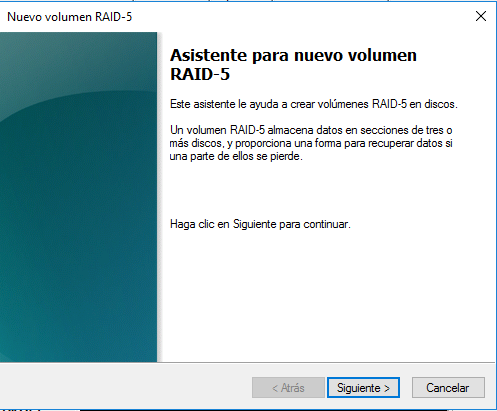 Nuevo volumen RAID-5
Asistente para nuevo volumen
RAID-5
Este asistente le ayuda a crear volúmenes RAID-5 en discos.
Un volumen RAID-5 almacena datos en secciones de tres o
más discos, y proporciona una forma para recuperar datos si
una parte de ellos se pierde.
Haga clic en Siguiente para continuar.
< Atrás Siguiente > Cancelar